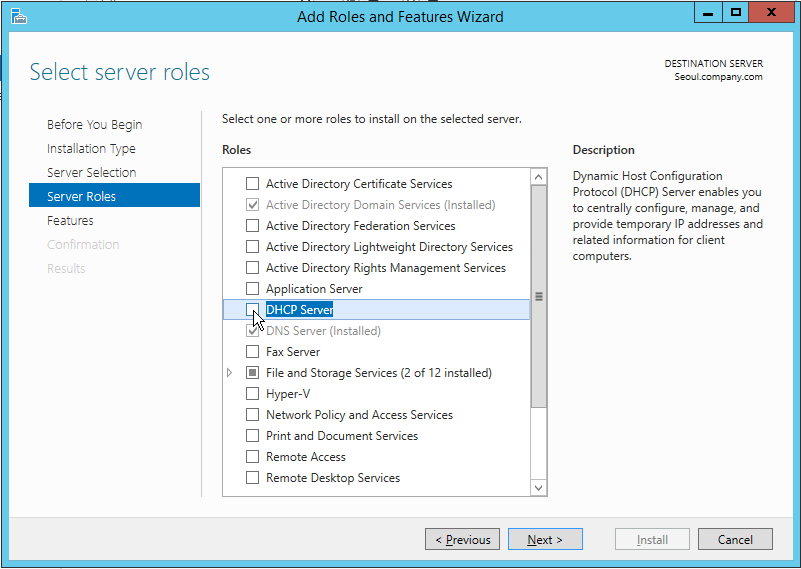 Add Roles and Features Wizard
Select server roles
DESTINATION SERVER
Seoul.company.com
Before You Begin
Installation Type
Server Selection
Server Roles
Features
Confirmation
Results
Select one or more roles to install on the selected server.
Roles
Active Directory Certificate Services
Active Directory Domain Services (Installed)
Active Directory Federation Services
Active Directory Lightweight Directory Services
Active Directory Rights Management Services
Application Server
DHCP Server
DNS Server (Installed)
Fax Server
File and Storage Services (2 of 12 installed)
Hyper-V
Network Policy and Access Services
Print and Document Services
Remote Access
Remote Desktop Services
Description
Dynamic Host Configuration
Protocol (DHCP) Server enables you
to centrally configure, manage, and
provide temporary IP addresses and
related information for client
computers.
< Previous
Next >
Install
Cancel